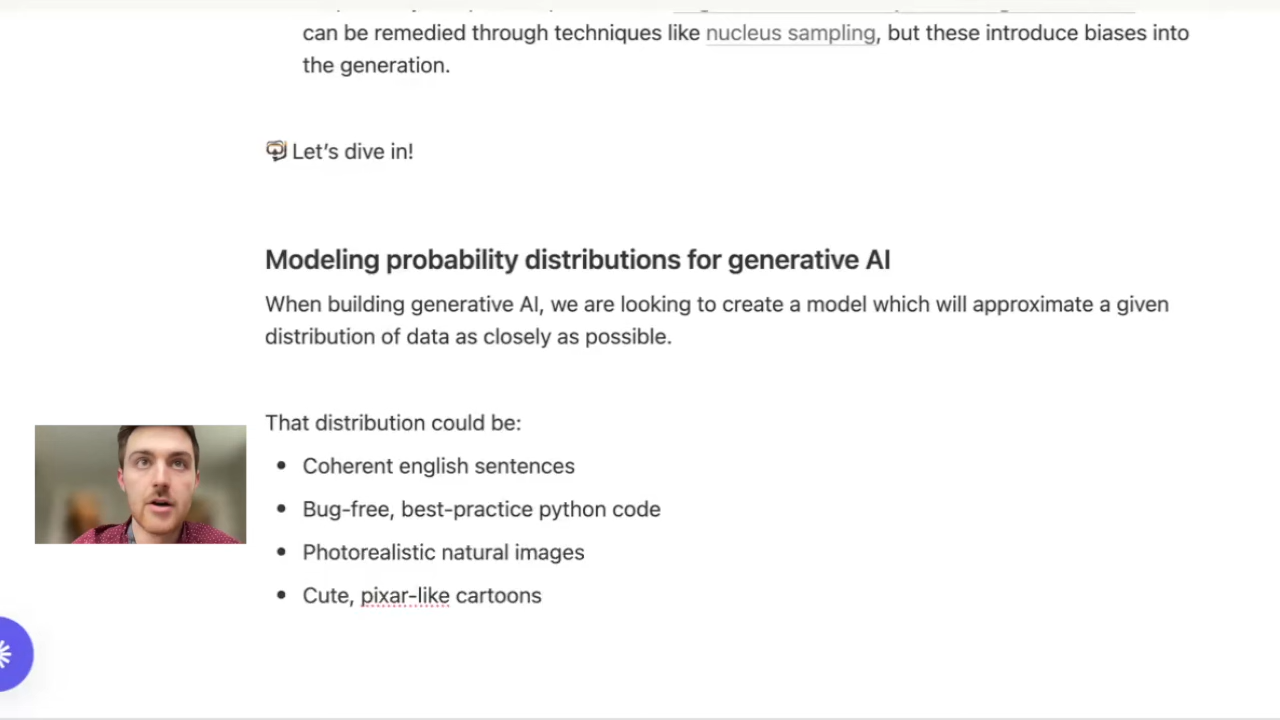 can be remedied through techniques like nucleus sampling, but these introduce biases into
the generation.
🤿 Let’s dive in!
Modeling probability distributions for generative AI
When building generative AI, we are looking to create a model which will approximate a given
distribution of data as closely as possible.
That distribution could be:
• Coherent english sentences
• Bug-free, best-practice python code
• Photorealistic natural images
• Cute, pixar-like cartoons